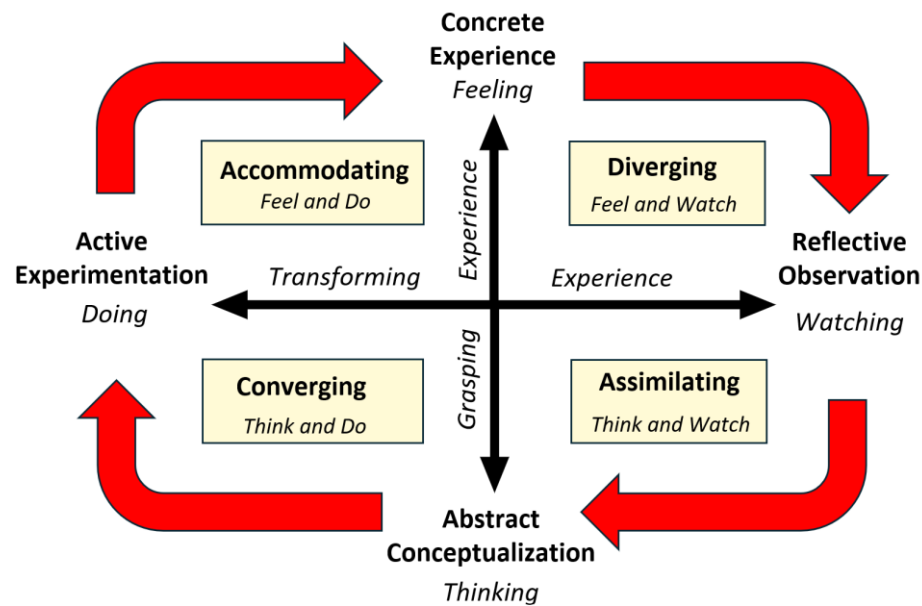 Concrete
Experience
Feeling
Accommodating
Feel and Do
Diverging
Feel and Watch
Experience
Active
Experimentation
Doing
Reflective
Observation
Watching
Transforming
Experience
Grasping
Converging
Think and Do
Assimilating
Think and Watch
Abstract
Conceptualization
Thinking